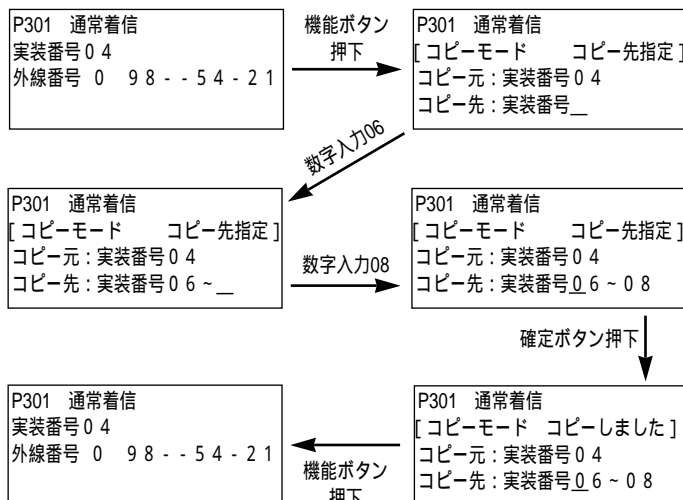 P301 通常着信
実装番号04
外線番号 0 98--54-21
機能ボタン
押下
P301 通常着信
[コピーモード コピー先指定]
コピー元:実装番号04
コピー先:実装番号_
数字入力06
P301 通常着信
[コピーモード コピー先指定]
コピー元:実装番号04
コピー先:実装番号06~_
数字入力08
P301 通常着信
[コピーモード コピー先指定]
コピー元:実装番号04
コピー先:実装番号06~08
確定ボタン押下
P301 通常着信
[コピーモード コピーしました]
コピー元:実装番号04
コピー先:実装番号06~08
機能ボタン
押下
P301 通常着信
実装番号04
外線番号 0 98--54-21